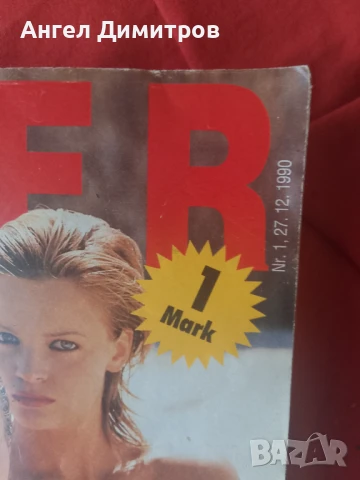 Ангел Димитров
ER
Nr. 1, 27. 12. 1990
1
Mark
BAZAR